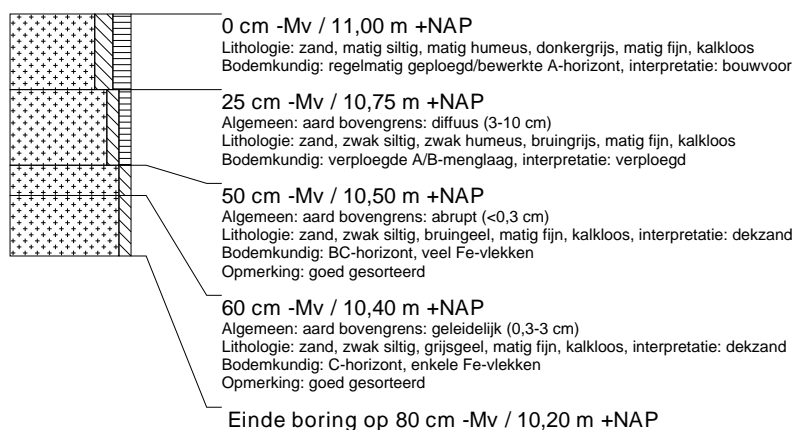 0 cm -Mv / 11,00 m +NAP
Lithologie: zand, matig siltig, matig humeus, donkergrijs, matig fijn, kalkloos
Bodemkundig: regelmatig geploegd/bewerkte A-horizont, interpretatie: bouwvoor
25 cm -Mv / 10,75 m +NAP
Algemeen: aard bovengrens: diffuus (3-10 cm)
Lithologie: zand, zwak siltig, zwak humeus, bruingrijs, matig fijn, kalkloos
Bodemkundig: verploegde A/B-menglaag, interpretatie: verploegd
50 cm -Mv / 10,50 m +NAP
Algemeen: aard bovengrens: abrupt (<0,3 cm)
Lithologie: zand, zwak siltig, bruingeel, matig fijn, kalkloos, interpretatie: dekzand
Bodemkundig: BC-horizont, veel Fe-vlekken
Opmerking: goed gesorteerd
60 cm -Mv / 10,40 m +NAP
Algemeen: aard bovengrens: geleidelijk (0,3-3 cm)
Lithologie: zand, zwak siltig, grijsgeel, matig fijn, kalkloos, interpretatie: dekzand
Bodemkundig: C-horizont, enkele Fe-vlekken
Opmerking: goed gesorteerd
Einde boring op 80 cm -Mv / 10,20 m +NAP